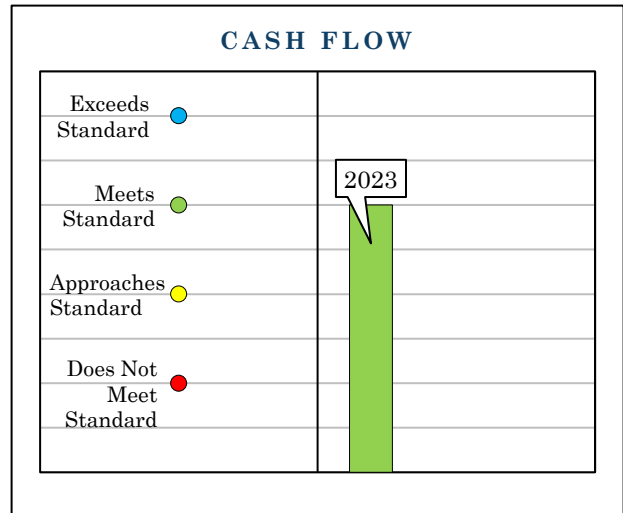 CASH FLOW
Exceeds
Standard
2023
Meets
Standard
Approaches
Standard
Does Not
Meet
Standard